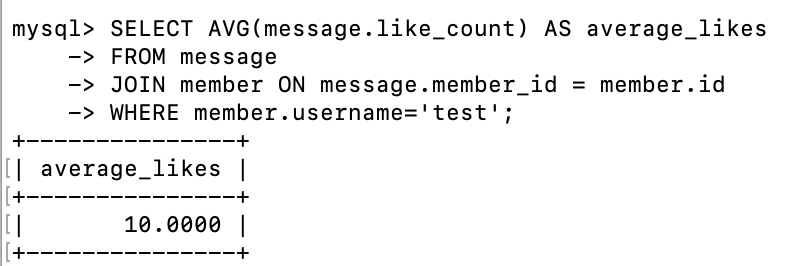 mysql> SELECT AVG(message.like_count) AS average_likes
    -> FROM message
    -> JOIN member ON message.member_id = member.id
    -> WHERE member.username='test';
+---------------+
[| average_likes |
[+---------------+
[|       10.0000 |
[+---------------+